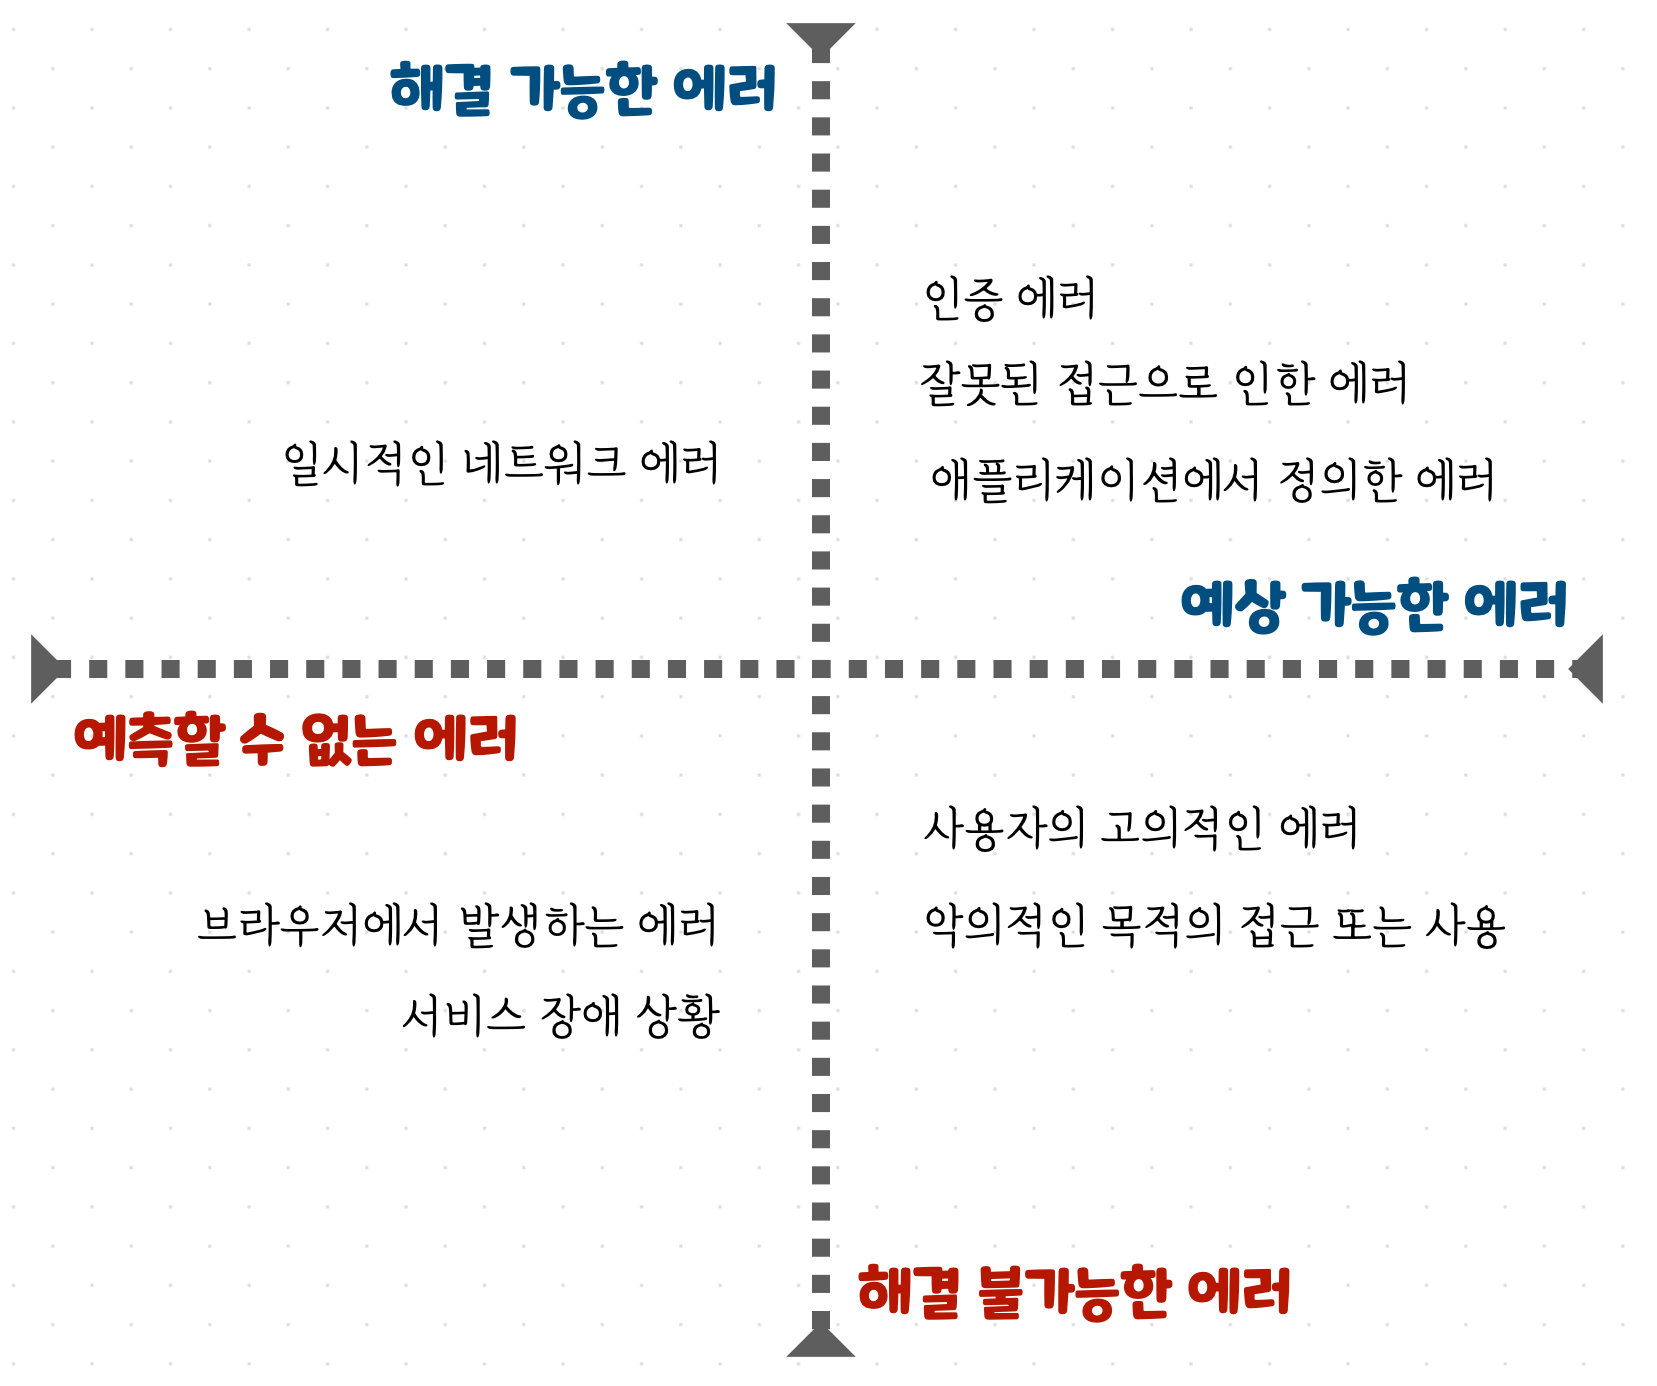 해결 가능한 에러
인증 에러
잘못된 접근으로 인한 에러
일시적인 네트워크 에러
애플리케이션에서 정의한 에러
예상 가능한 에러
예측할 수 없는 에러
사용자의 고의적인 에러
브라우저에서 발생하는 에러
악의적인 목적의 접근 또는 사용
서비스 장애 상황
해결 불가능한 에러